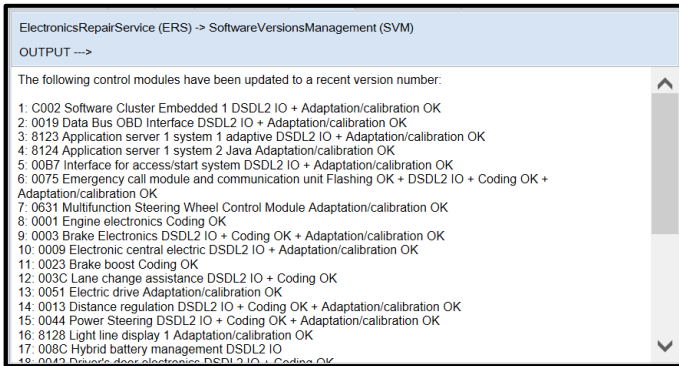 ElectronicsRepairService (ERS) -> SoftwareVersionsManagement (SVM)
OUTPUT --->
The following control modules have been updated to a recent version number:
1: C002 Software Cluster Embedded 1 DSDL2 IO + Adaptation/calibration OK
2: 0019 Data Bus OBD Interface DSDL2 IO + Adaptation/calibration OK
3: 8123 Application server 1 system 1 adaptive DSDL2 IO + Adaptation/calibration OK
4: 8124 Application server 1 system 2 Java Adaptation/calibration OK
5: 00B7 Interface for access/start system DSDL2 IO + Adaptation/calibration OK
6: 0075 Emergency call module and communication unit Flashing OK + DSDL2 IO + Coding OK +
Adaptation/calibration OK
7: 0631 Multifunction Steering Wheel Control Module Adaptation/calibration OK
8: 0001 Engine electronics Coding OK
9: 0003 Brake Electronics DSDL2 IO + Coding OK + Adaptation/calibration OK
10: 0009 Electronic central electric DSDL2 IO + Adaptation/calibration OK
11: 0023 Brake boost Coding OK
12: 003C Lane change assistance DSDL2 IO + Coding OK
13: 0051 Electric drive Adaptation/calibration OK
14: 0013 Distance regulation DSDL2 IO + Coding OK + Adaptation/calibration OK
15: 0044 Power Steering DSDL2 IO + Coding OK + Adaptation/calibration OK
16: 8128 Light line display 1 Adaptation/calibration OK
17: 008C Hybrid battery management DSDL2 IO
18: 0042 Driver's door electronics DSDL2 IO + Coding OK